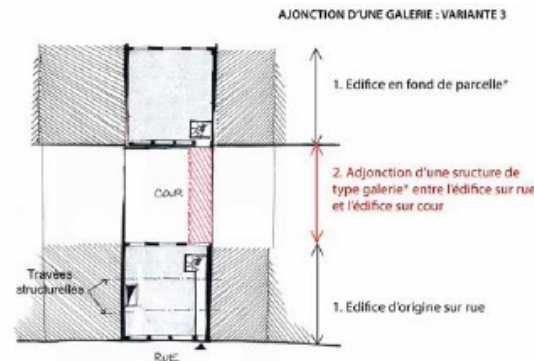 AJONCTION D'UNE GALERIE : VARIANTE 3
1. Edifice en fond de parcelle*
COUR
2. Adjonction d'une sructure de
type galerie* entre l'édifice sur rue
et l'édifice sur cour
Travées
structurelles
1. Edifice d'origine sur rue
RUE